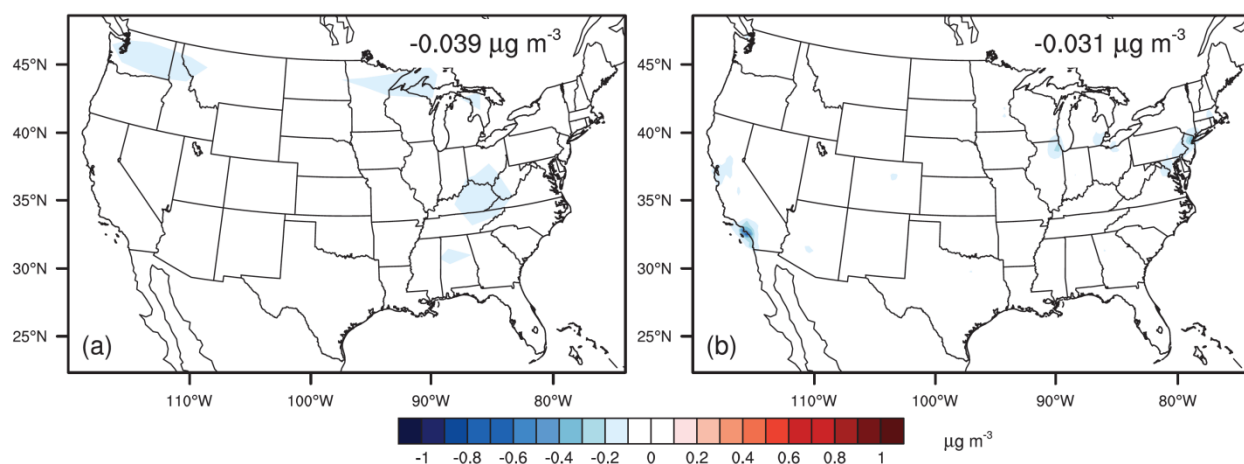 -0.039 µg m⁻³
-0.031 µg m⁻³
45°N
40°N
35°N
30°N
25°N
45°N
40°N
35°N
30°N
25°N
(a)
(b)
110°W 100°W 90°W 80°W
110°W 100°W 90°W 80°W
-1 -0.8 -0.6 -0.4 -0.2 0 0.2 0.4 0.6 0.8 1
µg m⁻³